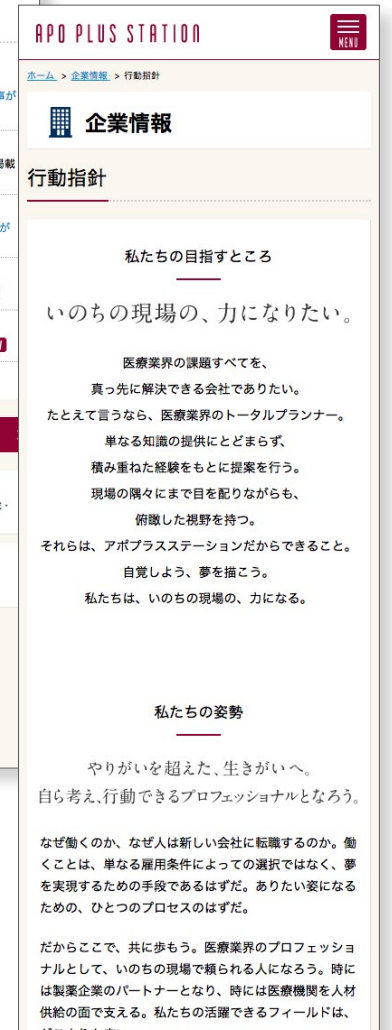 APO PLUS STATION
MENU
ホーム > 企業情報 > 行動指針
企業情報
行動指針
私たちの目指すところ
いのちの現場の、力になりたい。
医療業界の課題すべてを、
真っ先に解決できる会社でありたい。
たとえて言うなら、医療業界のトータルプランナー。
単なる知識の提供にとどまらず、
積み重ねた経験をもとに提案を行う。
現場の隅々にまで目を配りながらも、
俯瞰した視野を持つ。
それらは、アポプラスステーションだからできること。
自覚しよう、夢を描こう。
私たちは、いのちの現場の、力になる。
私たちの姿勢
やりがいを超えた、生きがいへ。
自ら考え、行動できるプロフェッショナルとなろう。
なぜ働くのか、なぜ人は新しい会社に転職するのか。働
くことは、単なる雇用条件によっての選択ではなく、夢
を実現するための手段であるはずだ。ありたい姿になる
ための、ひとつのプロセスのはずだ。
だからここで、共に歩もう。医療業界のプロフェッショ
ナルとして、いのちの現場で頼られる人になろう。時に
は製薬企業のパートナーとなり、時には医療機関を人材
供給の面で支える。私たちの活躍できるフィールドは、